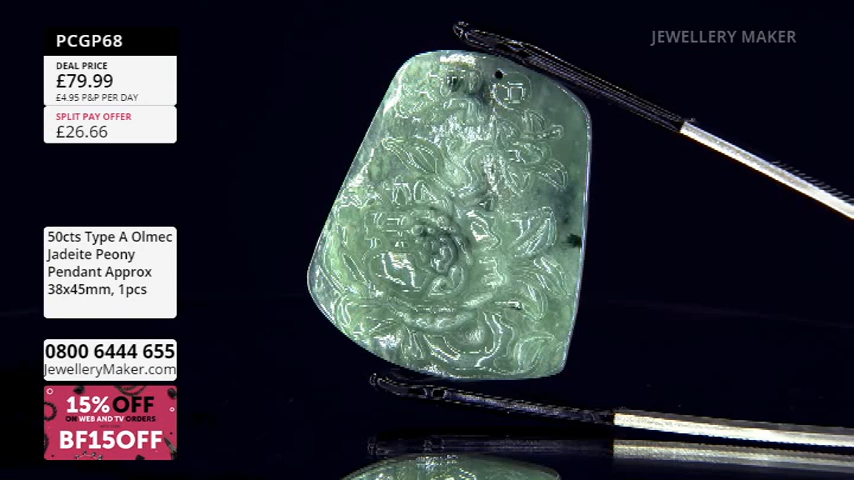 PCGP68
DEAL PRICE
£79.99
£4.95 P&P PER DAY
SPLIT PAY OFFER
£26.66
50cts Type A Olmec
Jadeite Peony
Pendant Approx
38x45mm, 1pcs
0800 6444 655
JewelleryMaker.com
15% OFF
ON WEB AND TV ORDERS
BF15OFF
JEWELLERY MAKER